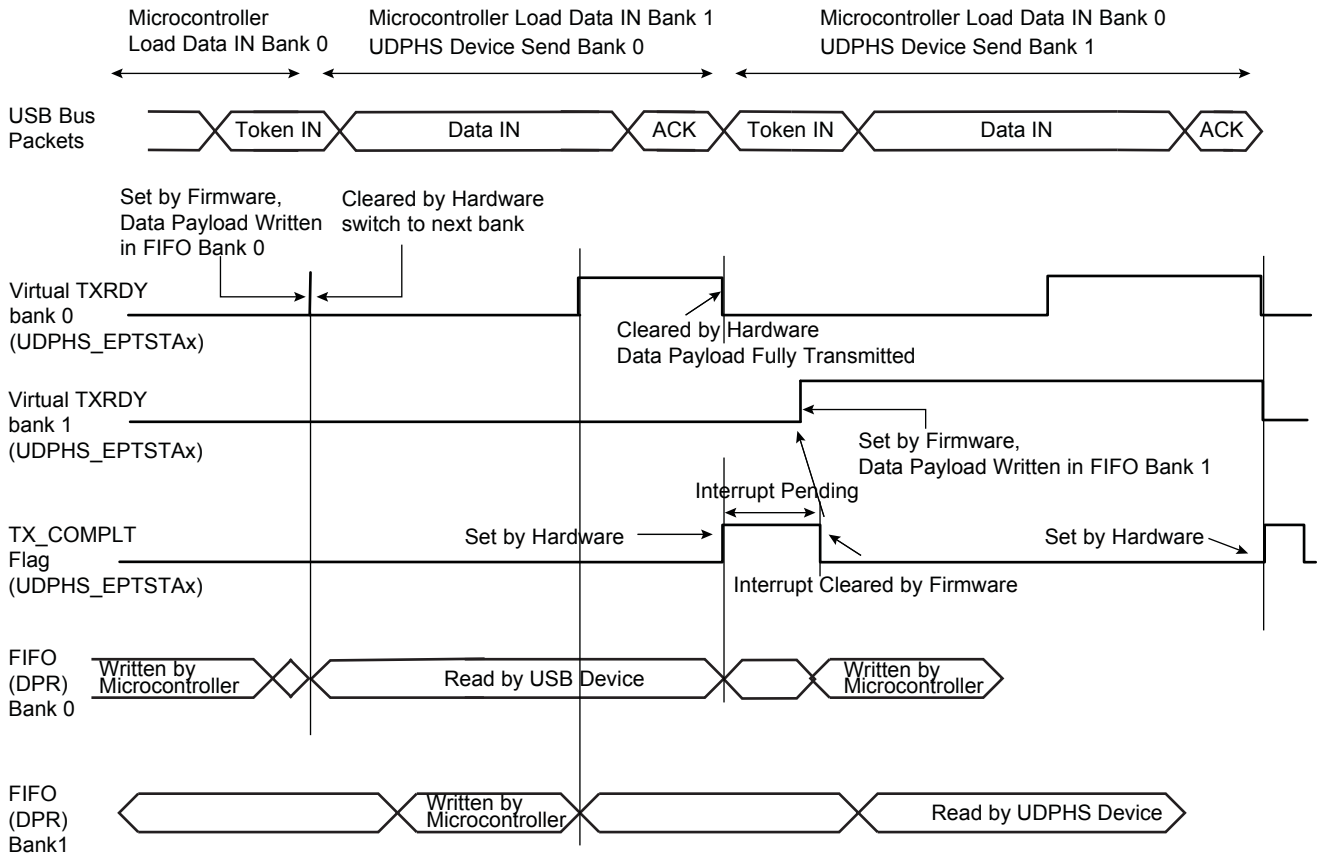 Microcontroller
Load Data IN Bank 0
Microcontroller Load Data IN Bank 1
UDPHS Device Send Bank 0
Microcontroller Load Data IN Bank 0
UDPHS Device Send Bank 1
USB Bus
Packets
Token IN
Data IN
ACK
Token IN
Data IN
ACK
Set by Firmware,
Data Payload Written
in FIFO Bank 0
Cleared by Hardware
switch to next bank
Virtual TXRDY
bank 0
(UDPHS_EPTSTAx)
Cleared by Hardware
Data Payload Fully Transmitted
Virtual TXRDY
bank 1
(UDPHS_EPTSTAx)
Set by Firmware,
Data Payload Written in FIFO Bank 1
Interrupt Pending
TX_COMPLT
Flag
(UDPHS_EPTSTAx)
Set by Hardware
Set by Hardware
Interrupt Cleared by Firmware
FIFO
(DPR)
Bank 0
Written by
Microcontroller
Read by USB Device
Written by
Microcontroller
FIFO
(DPR)
Bank1
Written by
Microcontroller
Read by UDPHS Device